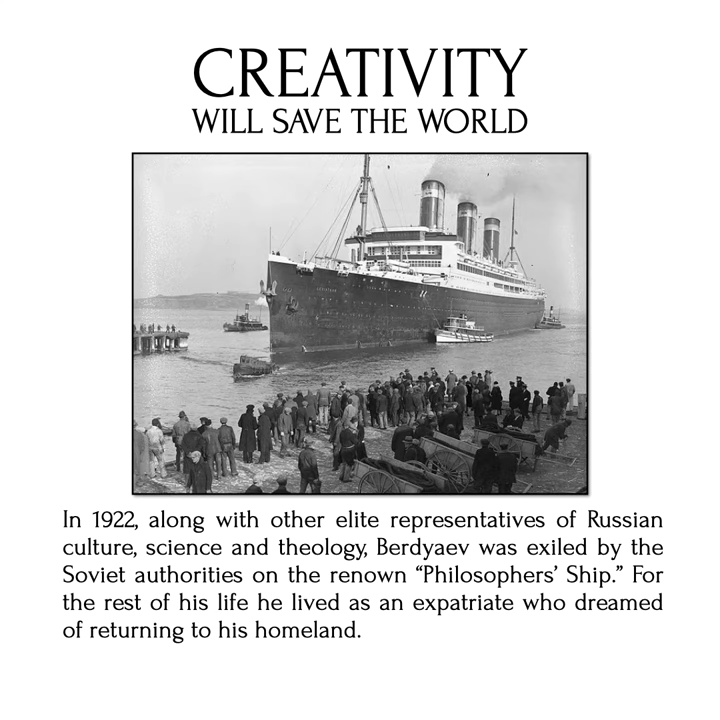 CREATIVITY
WILL SAVE THE WORLD
In 1922, along with other elite representatives of Russian
culture, science and theology, Berdyaev was exiled by the
Soviet authorities on the renown “Philosophers’ Ship.” For
the rest of his life he lived as an expatriate who dreamed
of returning to his homeland.